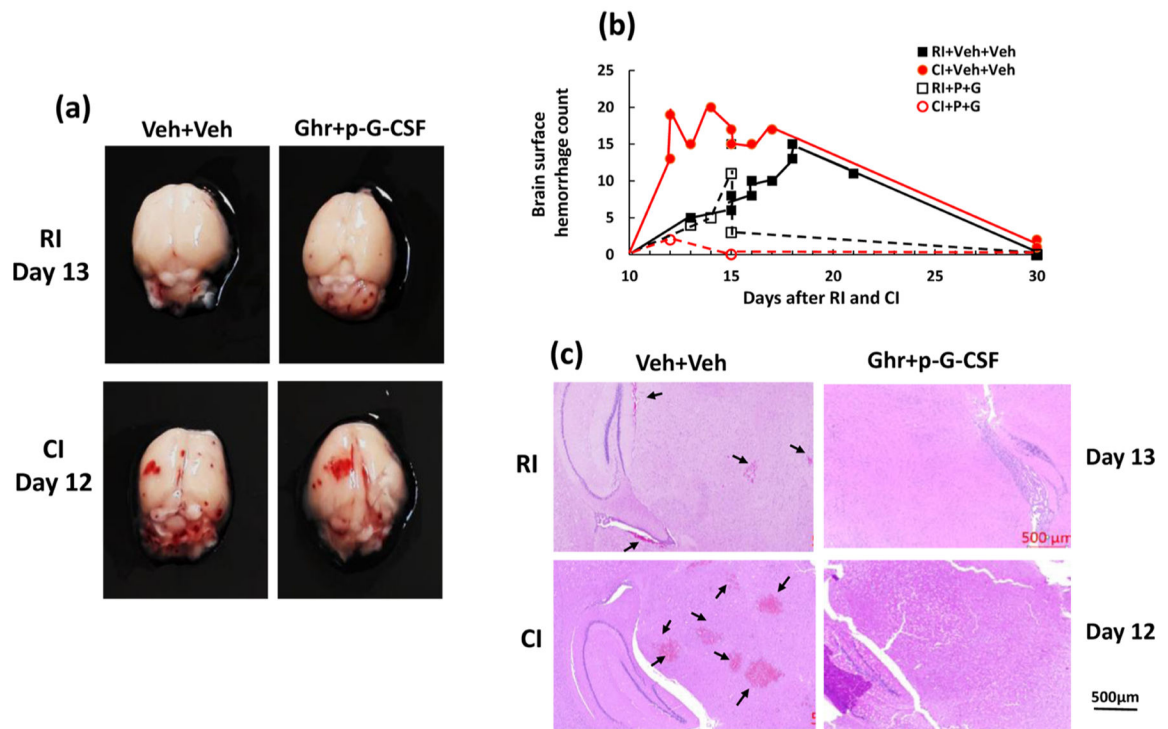 (a)
Veh+Veh
Ghr+p-G-CSF
RI
Day 13
CI
Day 12
(b)
RI+Veh+Veh
CI+Veh+Veh
RI+P+G
CI+P+G
Brain surface
hemorrhage count
25
20
15
10
5
0
10
15
20
25
30
Days after RI and CI
(c)
Veh+Veh
Ghr+p-G-CSF
RI
Day 13
500 µm
CI
Day 12
500µm